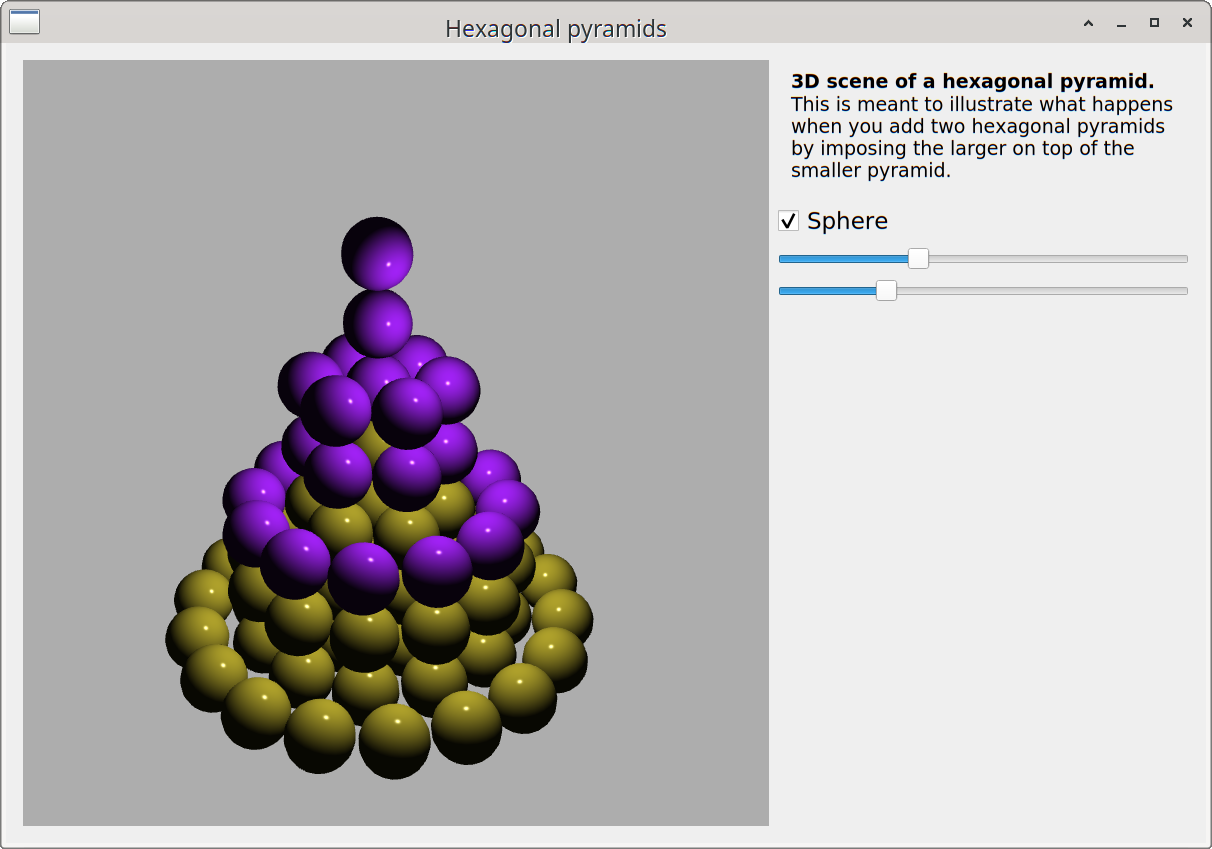 Hexagonal pyramids
3D scene of a hexagonal pyramid.
This is meant to illustrate what happens
when you add two hexagonal pyramids
by imposing the larger on top of the
smaller pyramid.
Sphere